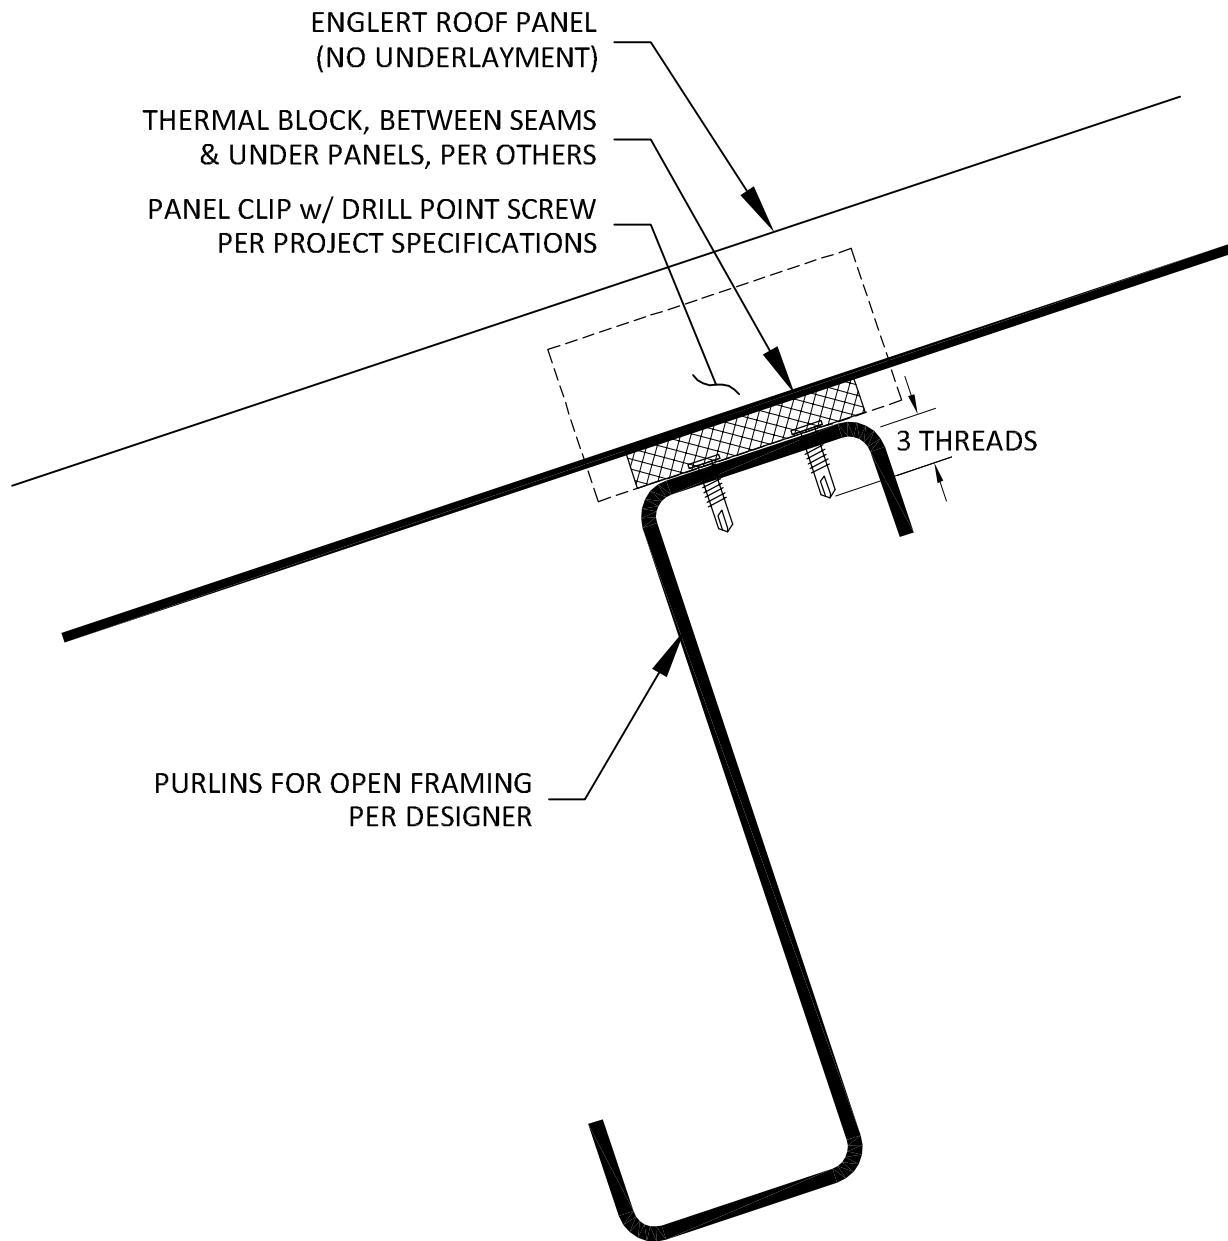 ENGLERT ROOF PANEL
(NO UNDERLAYMENT)
THERMAL BLOCK, BETWEEN SEAMS
& UNDER PANELS, PER OTHERS
PANEL CLIP w/ DRILL POINT SCREW
PER PROJECT SPECIFICATIONS
3 THREADS
PURLINS FOR OPEN FRAMING
PER DESIGNER